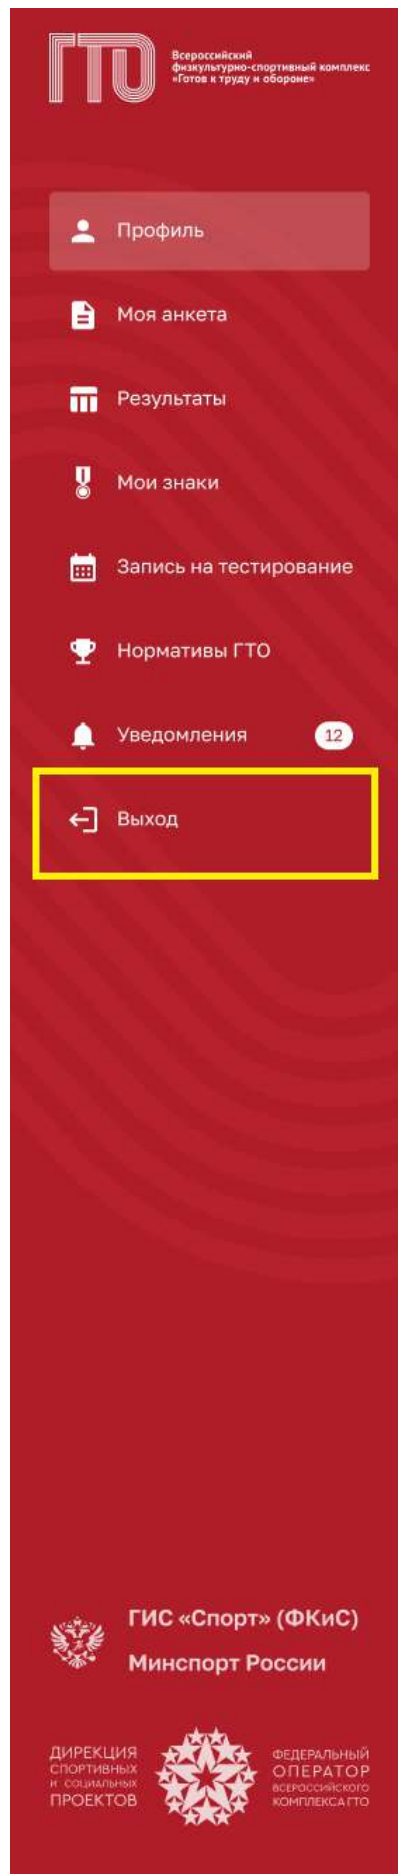 ГТО
Всероссийский
физкультурно-спортивный комплекс
«Готов к труду и обороне»
Профиль
Моя анкета
Результаты
Мои знаки
Запись на тестирование
Нормативы ГТО
Уведомления 12
Выход
ГИС «Спорт» (ФКиС)
Минспорт России
ДИРЕКЦИЯ
СПОРТИВНЫХ
И СОЦИАЛЬНЫХ
ПРОЕКТОВ
ФЕДЕРАЛЬНЫЙ
ОПЕРАТОР
ВСЕРОССИЙСКОГО
КОМПЛЕКСА ГТО